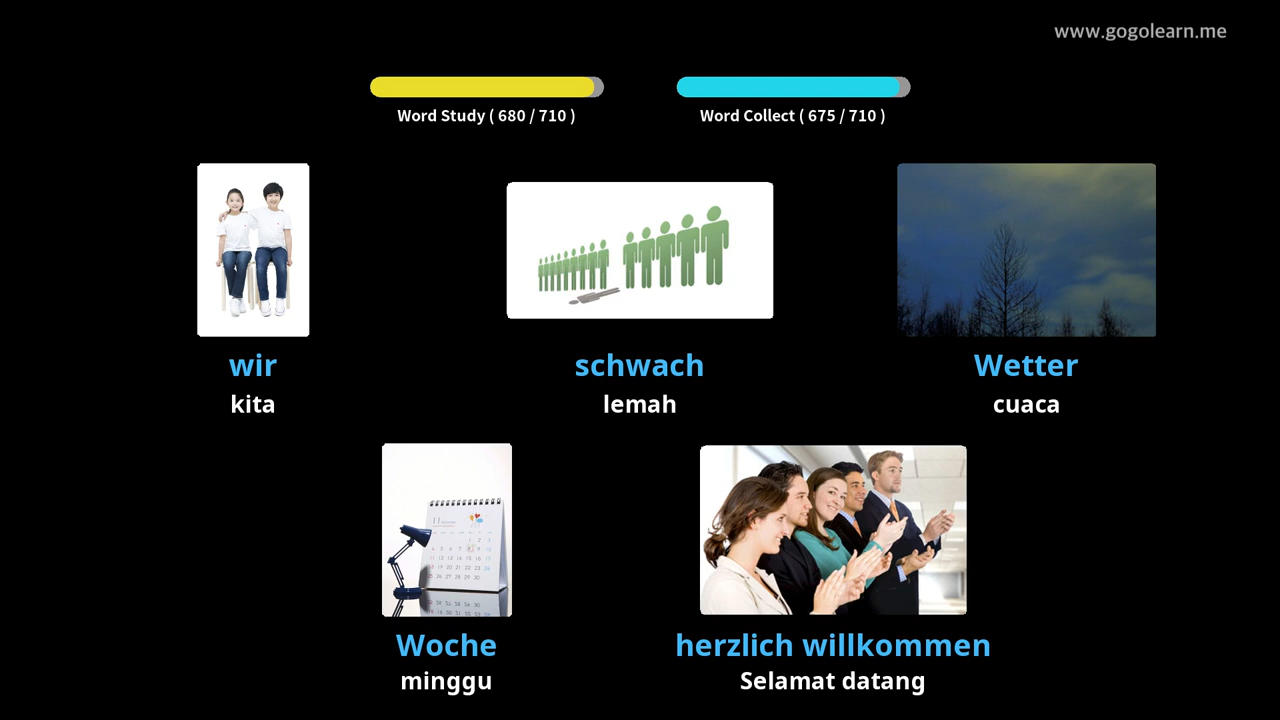 www.gogolearn.me
Word Study ( 680 / 710 )
Word Collect ( 675 / 710 )
wir
kita
schwach
lemah
Wetter
cuaca
Woche
minggu
herzlich willkommen
Selamat datang